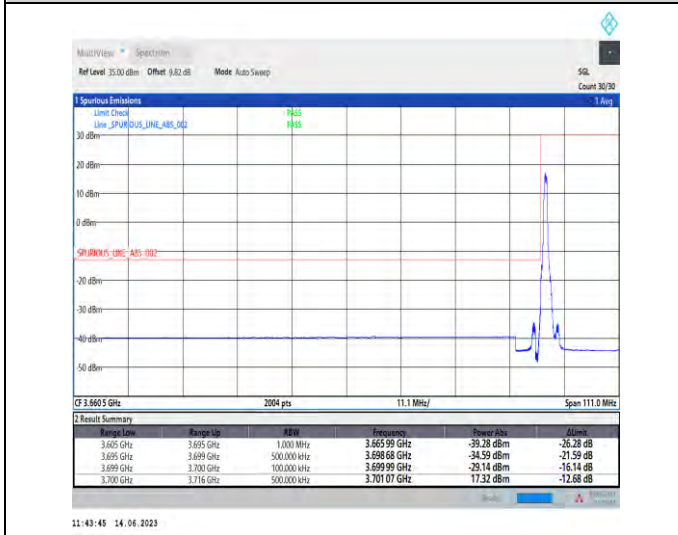 MultiView Spectrum
Ref Level 35.00 dBm Offset 9.82 dB Mode Auto Sweep SGL
Count 30/30
1 Spurious Emissions 1 Avg
Limit Check PASS
Line _SPURIOUS_LINE_ABS_002 PASS
30 dBm
20 dBm
10 dBm
0 dBm
_SPURIOUS_LINE_ABS_002
-20 dBm
-30 dBm
-40 dBm
-50 dBm
CF 3.6605 GHz 2004 pts 11.1 MHz/ Span 111.0 MHz
2 Result Summary
Range Low Range Up RBW Frequency Power Abs ΔLimit
3.605 GHz 3.695 GHz 1.000 MHz 3.665 99 GHz -39.28 dBm -26.28 dB
3.695 GHz 3.699 GHz 500.000 kHz 3.698 68 GHz -34.59 dBm -21.59 dB
3.699 GHz 3.700 GHz 100.000 kHz 3.699 99 GHz -29.14 dBm -16.14 dB
3.700 GHz 3.716 GHz 500.000 kHz 3.701 07 GHz 17.32 dBm -12.68 dB
11:43:45 14.06.2023